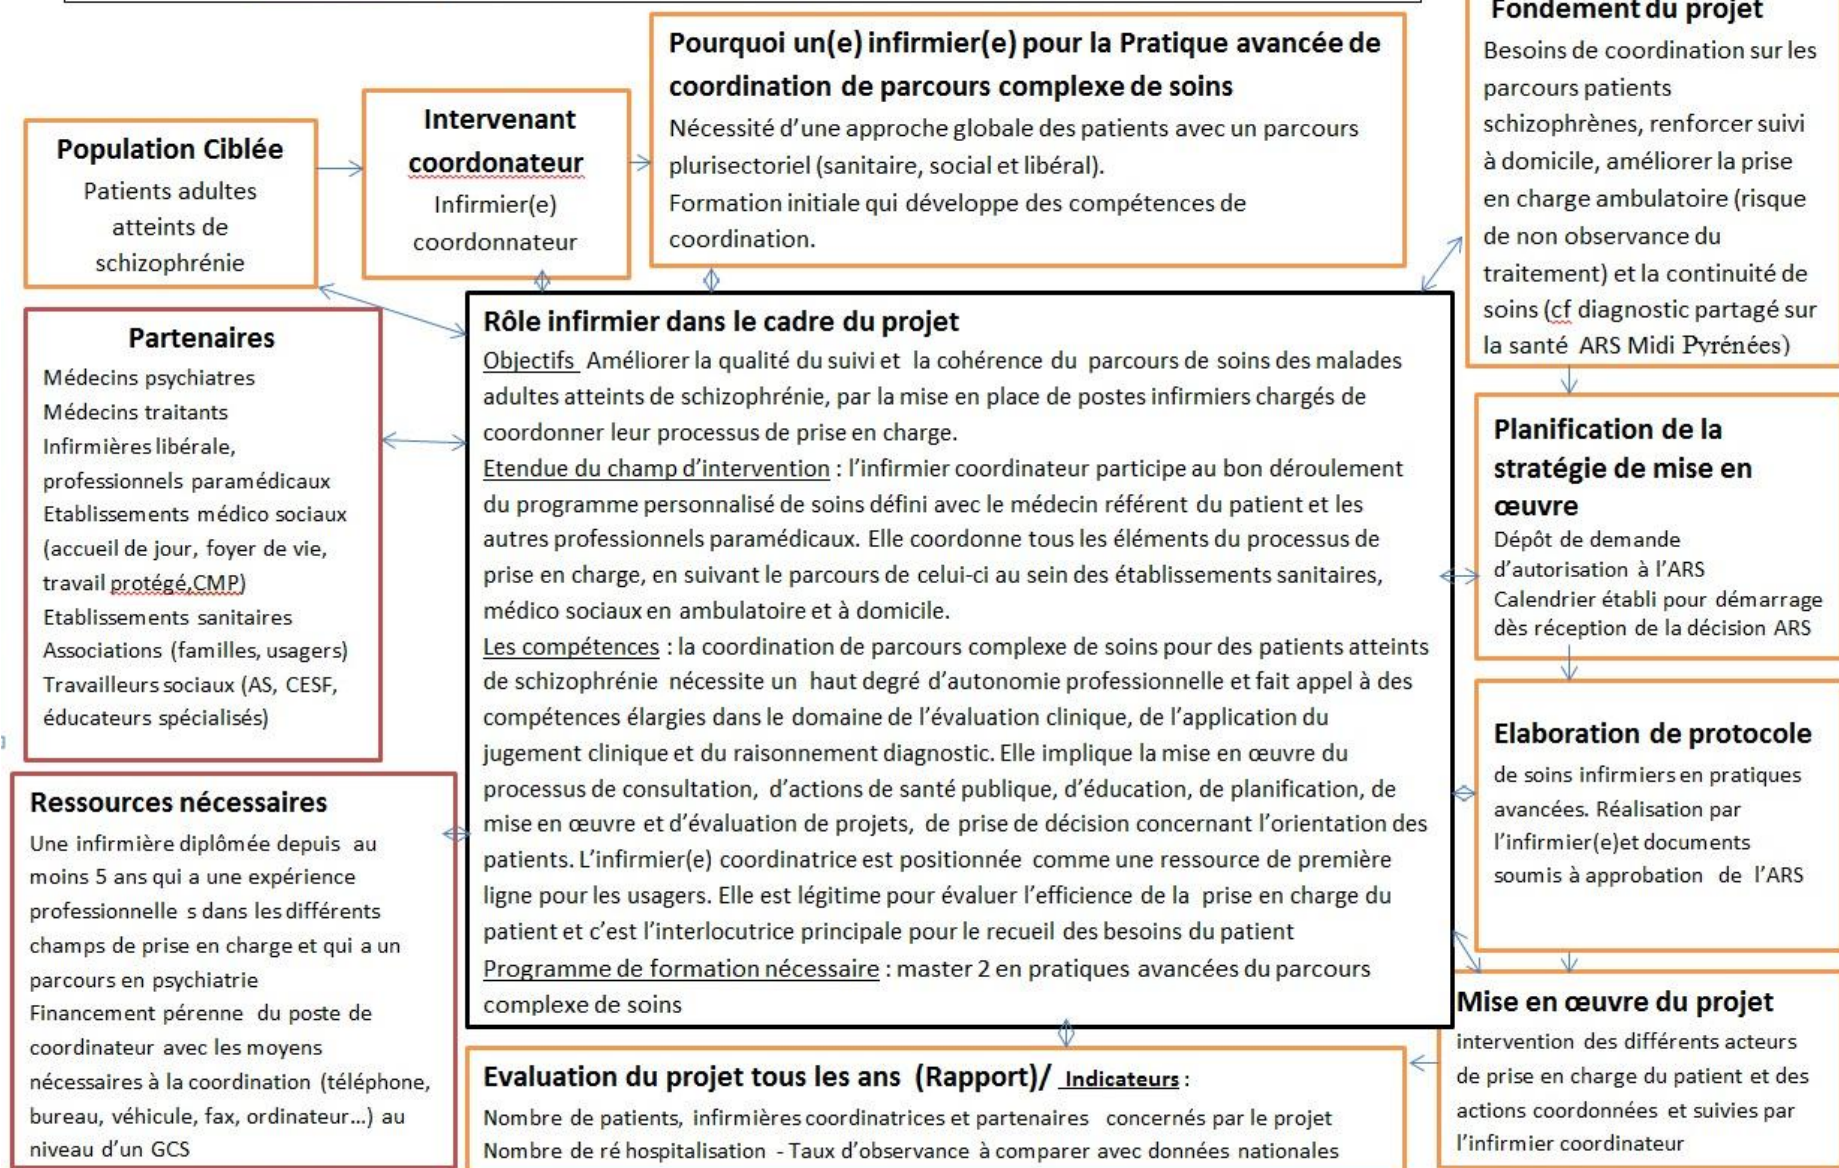 Population Ciblée
Patients adultes
atteints de
schizophrénie
Intervenant
coordonateur
Infirmier(e)
coordonnateur
Pourquoi un(e) infirmier(e) pour la Pratique avancée de
coordination de parcours complexe de soins
Nécessité d'une approche globale des patients avec un parcours
plurisectoriel (sanitaire, social et libéral).
Formation initiale qui développe des compétences de
coordination.
Fondement du projet
Besoins de coordination sur les
parcours patients
schizophrènes, renforcer suivi
à domicile, améliorer la prise
en charge ambulatoire (risque
de non observance du
traitement) et la continuité de
soins (cf diagnostic partagé sur
la santé ARS Midi Pyrénées)
Partenaires
Médecins psychiatres
Médecins traitants
Infirmières libérale,
professionnels paramédicaux
Etablissements médico sociaux
(accueil de jour, foyer de vie,
travail protégé,CMP)
Etablissements sanitaires
Associations (familles, usagers)
Travailleurs sociaux (AS, CESF,
éducateurs spécialisés)
Rôle infirmier dans le cadre du projet
Objectifs Améliorer la qualité du suivi et la cohérence du parcours de soins des malades
adultes atteints de schizophrénie, par la mise en place de postes infirmiers chargés de
coordonner leur processus de prise en charge.
Etendue du champ d'intervention : l'infirmier coordinateur participe au bon déroulement
du programme personnalisé de soins défini avec le médecin référent du patient et les
autres professionnels paramédicaux. Elle coordonne tous les éléments du processus de
prise en charge, en suivant le parcours de celui-ci au sein des établissements sanitaires,
médico sociaux en ambulatoire et à domicile.
Les compétences : la coordination de parcours complexe de soins pour des patients atteints
de schizophrénie nécessite un haut degré d'autonomie professionnelle et fait appel à des
compétences élargies dans le domaine de l'évaluation clinique, de l'application du
jugement clinique et du raisonnement diagnostic. Elle implique la mise en œuvre du
processus de consultation, d'actions de santé publique, d'éducation, de planification, de
mise en œuvre et d'évaluation de projets, de prise de décision concernant l'orientation des
patients. L'infirmier(e) coordinatrice est positionnée comme une ressource de première
ligne pour les usagers. Elle est légitime pour évaluer l'efficience de la prise en charge du
patient et c'est l'interlocutrice principale pour le recueil des besoins du patient
Programme de formation nécessaire : master 2 en pratiques avancées du parcours
complexe de soins
Planification de la
stratégie de mise en
œuvre
Dépôt de demande
d'autorisation à l'ARS
Calendrier établi pour démarrage
dès réception de la décision ARS
Elaboration de protocole
de soins infirmiers en pratiques
avancées. Réalisation par
l'infirmier(e)et documents
soumis à approbation de l'ARS
Ressources nécessaires
Une infirmière diplômée depuis au
moins 5 ans qui a une expérience
professionnelle s dans les différents
champs de prise en charge et qui a un
parcours en psychiatrie
Financement pérenne du poste de
coordinateur avec les moyens
nécessaires à la coordination (téléphone,
bureau, véhicule, fax, ordinateur…) au
niveau d'un GCS
Mise en œuvre du projet
intervention des différents acteurs
de prise en charge du patient et des
actions coordonnées et suivies par
l'infirmier coordinateur
Evaluation du projet tous les ans (Rapport)/ Indicateurs :
Nombre de patients, infirmières coordinatrices et partenaires concernés par le projet
Nombre de ré hospitalisation - Taux d'observance à comparer avec données nationales